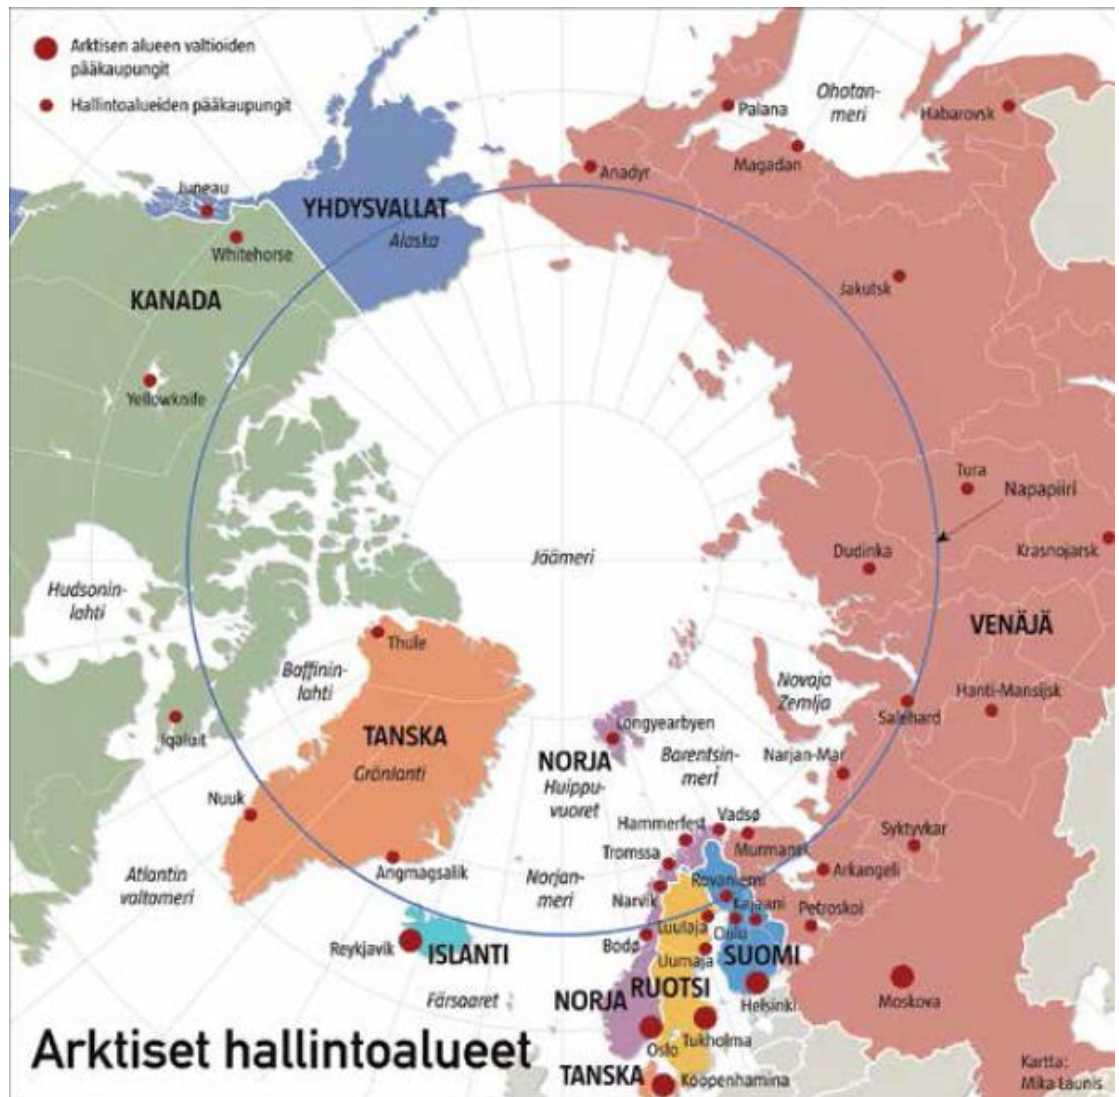 Arktisen alueen valtioiden
pääkaupungit
Hallintoalueiden pääkaupungit
Palana
Ohotan-
meri
Habarovsk
Magadan
Anadyr
Juneau
YHDYSVALLAT
Alaska
Whitehorse
KANADA
Jakutsk
Yellowknife
Tura
Napapiiri
Dudinka
Krasnojarsk
Jäämeri
Hudsonin-
lahti
VENÄJÄ
Thule
Baffinin-
lahti
Novaja
Zemlja
Hanti-Mansijsk
Salehard
Iqaluit
TANSKA
Grönlanti
Longyearbyen
NORJA
Huippu-
vuoret
Barentsin-
meri
Narjan-Mar
Nuuk
Hammerfest
Vadsø
Syktyvkar
Tromssa
Murmansk
Angmagsalik
Norjan-
meri
Arkangeli
Atlantin
valtameri
Rovaniemi
Narvik
Kajaani
Petroskoi
Luulaja
Oulu
Reykjavik
ISLANTI
Bodø
Uumaja
SUOMI
Färsaaret
NORJA
RUOTSI
Helsinki
Moskova
Oslo
Tukholma
Arktiset hallintoalueet
TANSKA
Kööpenhamina
Kartta:
Mika Launis